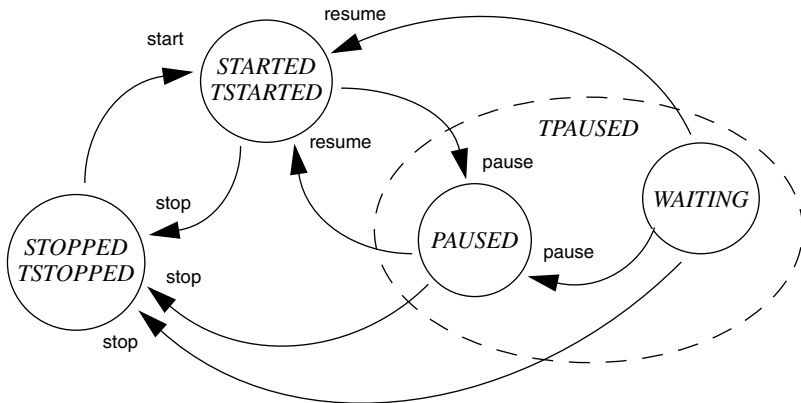 resume
start
STARTED
TSTARTED
TPAUSED
resume
pause
stop
WAITING
STOPPED
TSTOPPED
PAUSED
pause
stop
stop